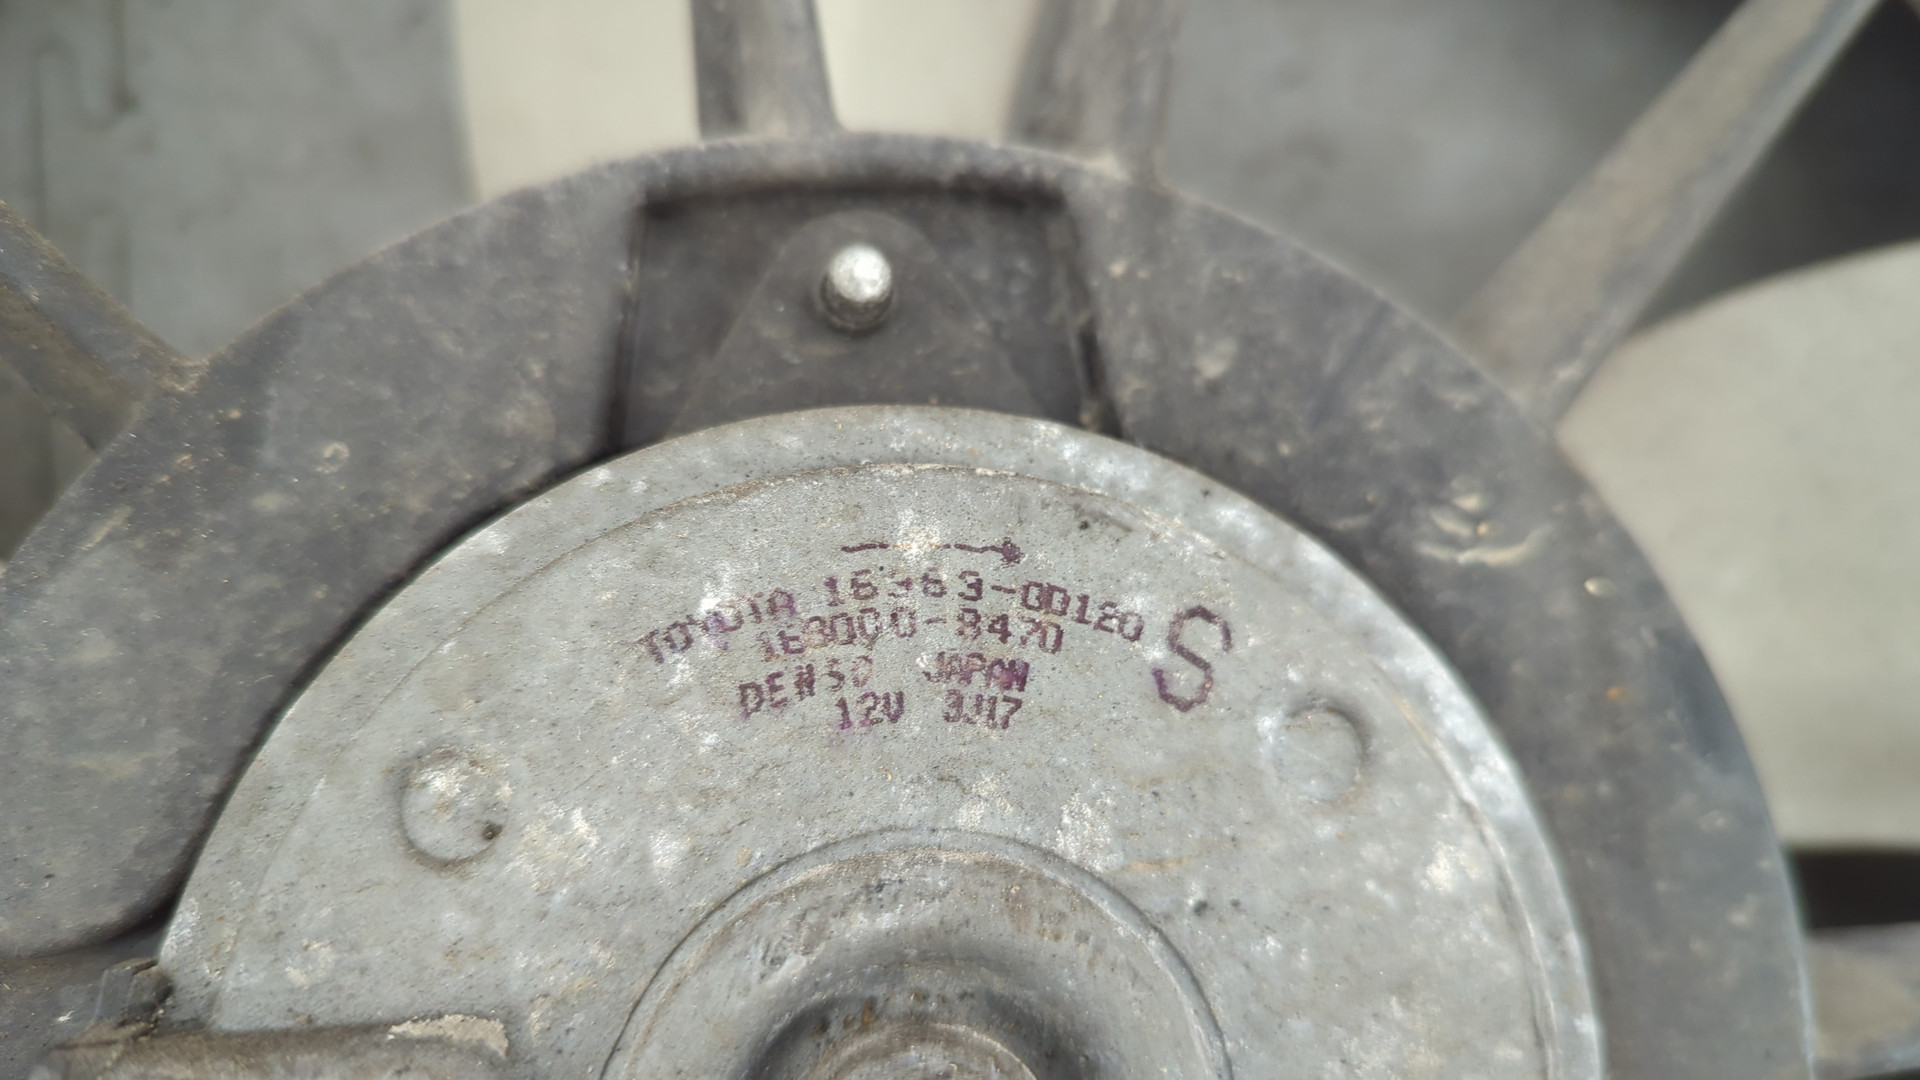 TOYOTA 16363-0D120
168000-8470
S
DENSO JAPAN
12V 3J17